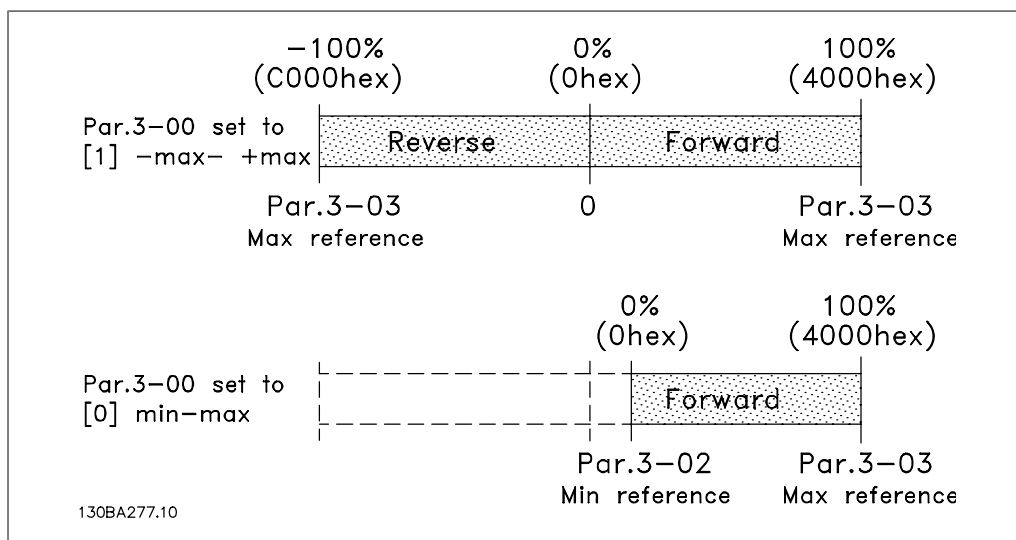 -100% 0% 100%
(C000hex) (0hex) (4000hex)
Par.3-00 set to
[1] -max- +max
Reverse Forward
Par.3-03 0 Par.3-03
Max reference Max reference
0% 100%
(0hex) (4000hex)
Par.3-00 set to
[0] min-max
Forward
Par.3-02 Par.3-03
Min reference Max reference
130BA277.10